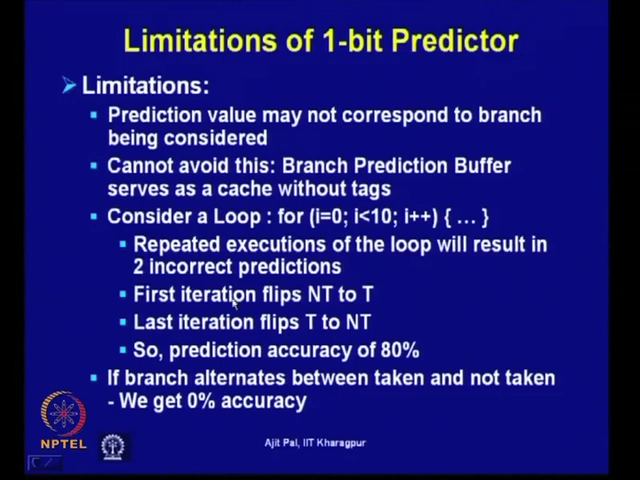 Limitations of 1-bit Predictor
Limitations:
Prediction value may not correspond to branch
being considered
Cannot avoid this: Branch Prediction Buffer
serves as a cache without tags
Consider a Loop : for (i=0; i<10; i++) { ... }
Repeated executions of the loop will result in
2 incorrect predictions
First iteration flips NT to T
Last iteration flips T to NT
So, prediction accuracy of 80%
If branch alternates between taken and not taken
- We get 0% accuracy
NPTEL
Ajit Pal, IIT Kharagpur